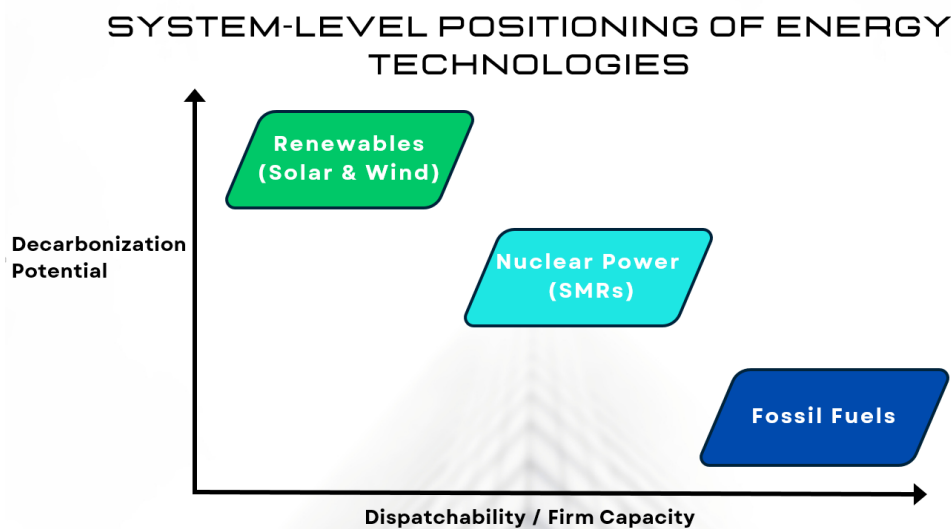 SYSTEM-LEVEL POSITIONING OF ENERGY
TECHNOLOGIES
Renewables
(Solar & Wind)
Decarbonization
Potential
Nuclear Power
(SMRs)
Fossil Fuels
Dispatchability / Firm Capacity